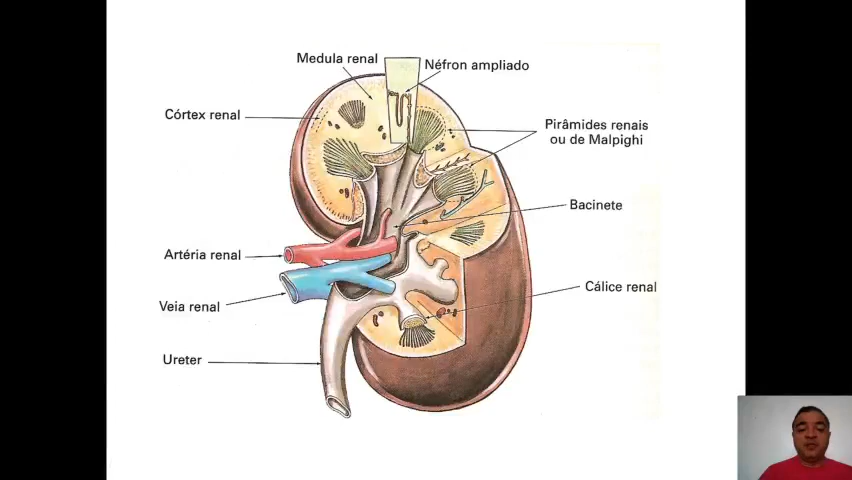 Medula renal
Néfron ampliado
Córtex renal
Pirâmides renais
ou de Malpighi
Bacinete
Artéria renal
Cálice renal
Veia renal
Ureter